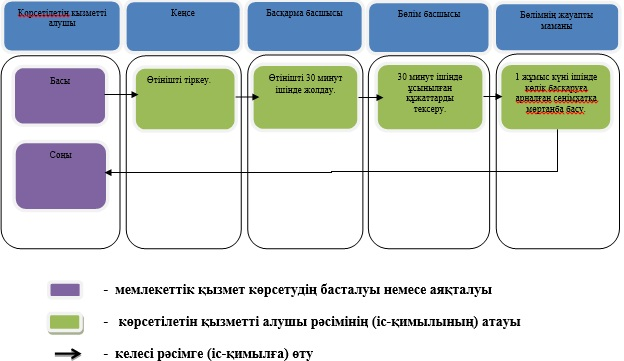 Көрсетілетін қызметті
алушы
Кеңсе
Басқарма басшысы
Бөлім басшысы
Бөлімнің жауапты
маманы
Басы
Өтінішті тіркеу.
Өтінішті 30 минут
ішінде жолдау.
30 минут ішінде
ұсынылған
құжаттарды
тексеру.
1 жұмыс күні ішінде
көлік басқаруға
арналған сенімхатқа
мөртаңба басу.
Соңы
- мемлекеттік қызмет көрсетудің басталуы немесе аяқталуы
- көрсетілетін қызметті алушы рәсімінің (іс-қимылының) атауы
- келесі рәсімге (іс-қимылға) өту